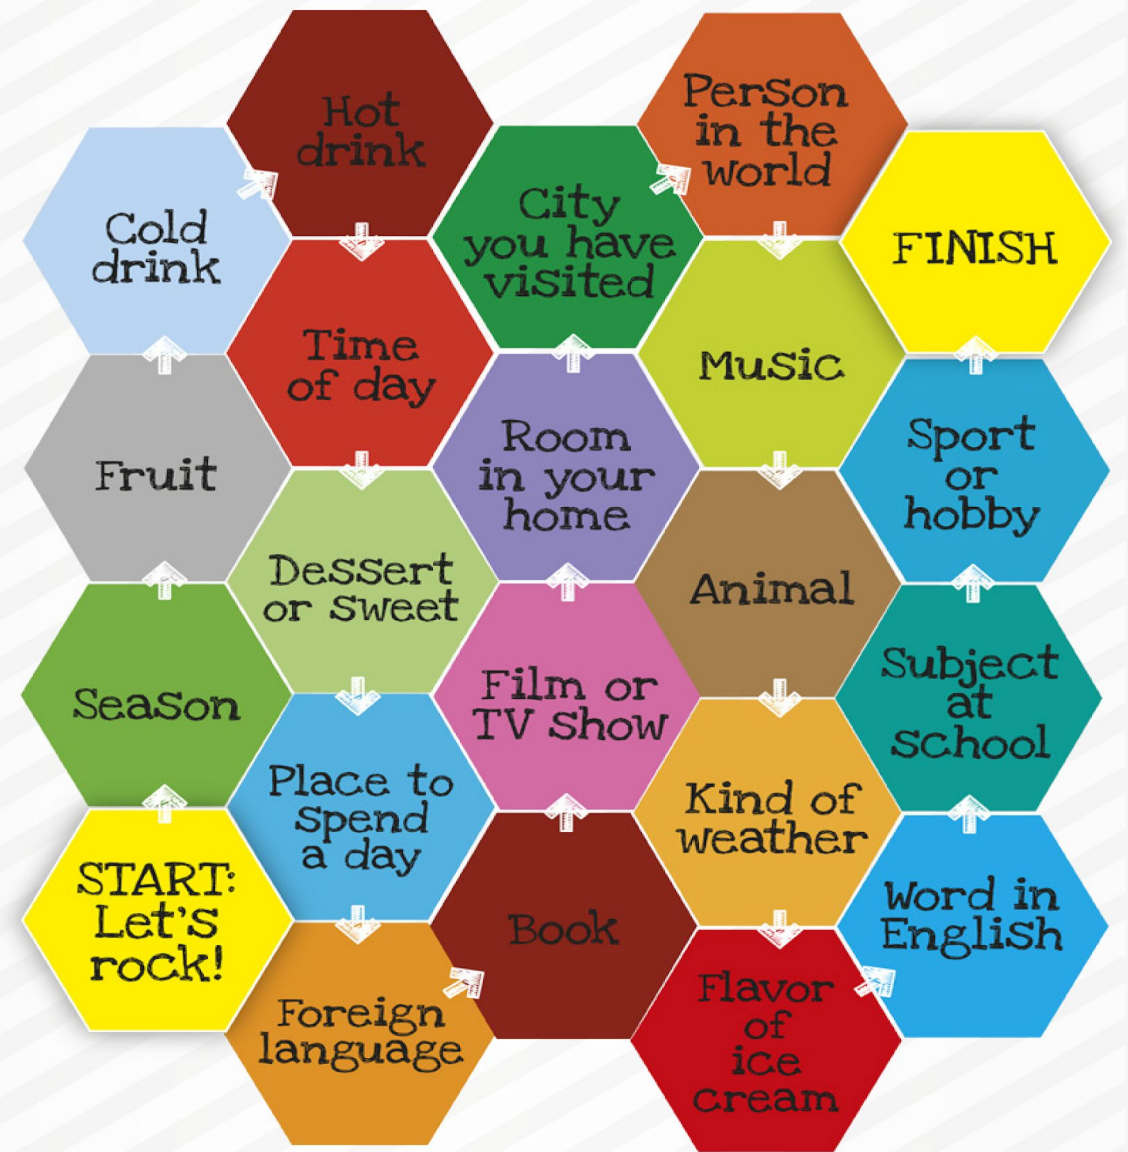 START:
Let's
rock!
Season
Fruit
Cold
drink
Hot
drink
Time
of day
Dessert
or sweet
Place to
spend
a day
Foreign
language
Book
Film or
TV show
Room
in your
home
City
you have
visited
Person
in the
world
Music
Animal
Kind of
weather
Flavor
of
ice
cream
Word in
English
Subject
at
school
Sport
or
hobby
FINISH